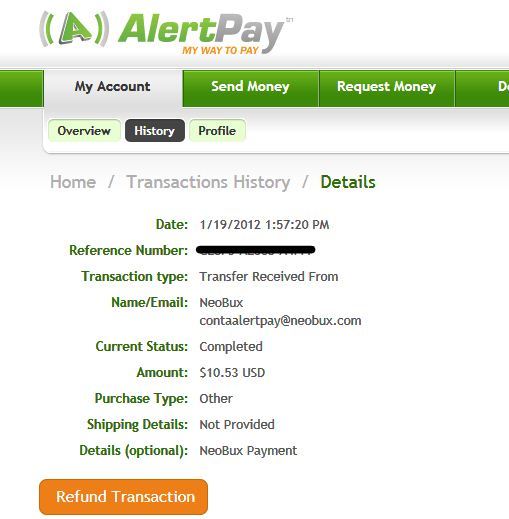 AlertPay tm
MY WAY TO PAY
My Account Send Money Request Money D
Overview History Profile
Home / Transactions History / Details
Date: 1/19/2012 1:57:20 PM
Reference Number:
Transaction type: Transfer Received From
Name/Email: NeoBux
contaalertpay@neobux.com
Current Status: Completed
Amount: $10.53 USD
Purchase Type: Other
Shipping Details: Not Provided
Details (optional): NeoBux Payment
Refund Transaction